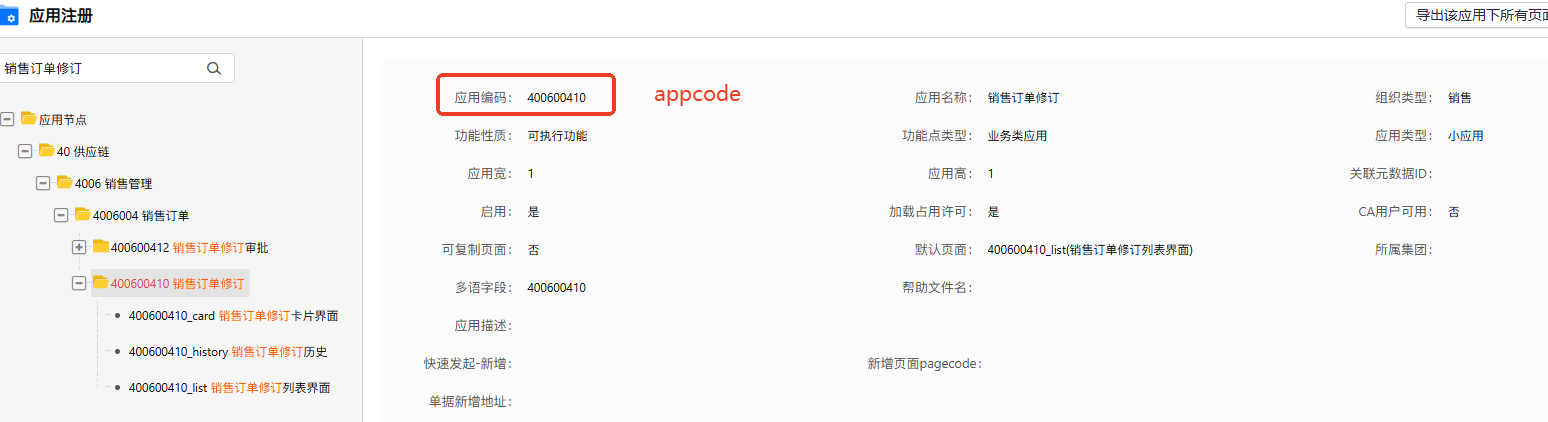 应用注册
导出该应用下所有页面
销售订单修订
应用节点
40 供应链
4006 销售管理
4006004 销售订单
400600412 销售订单修订审批
400600410 销售订单修订
400600410_card 销售订单修订卡片界面
400600410_history 销售订单修订历史
400600410_list 销售订单修订列表界面
应用编码： 400600410 appcode 应用名称： 销售订单修订 组织类型： 销售
功能性质： 可执行功能 功能点类型： 业务类应用 应用类型： 小应用
应用宽： 1 应用高： 1 关联元数据ID：
启用： 是 加载占用许可： 是 CA用户可用： 否
可复制页面： 否 默认页面： 400600410_list(销售订单修订列表界面) 所属集团：
多语字段： 400600410 帮助文件名：
应用描述：
快速发起-新增： 新增页面pagecode：
单据新增地址：